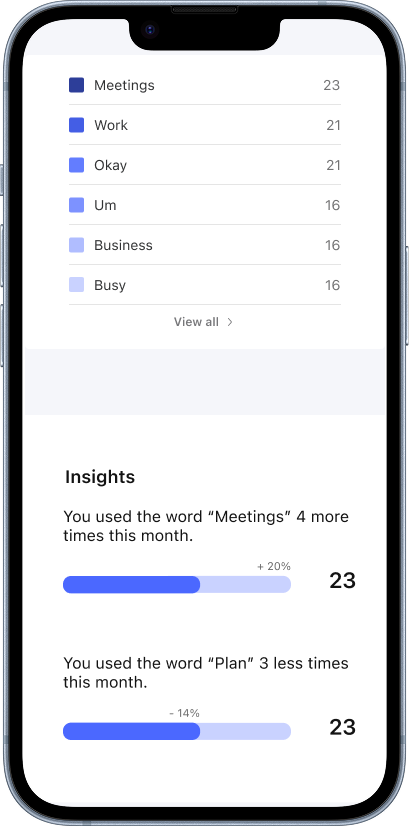 Meetings 23
Work 21
Okay 21
Um 16
Business 16
Busy 16
View all
Insights
You used the word “Meetings” 4 more
times this month.
+ 20%
23
You used the word “Plan” 3 less times
this month.
- 14%
23